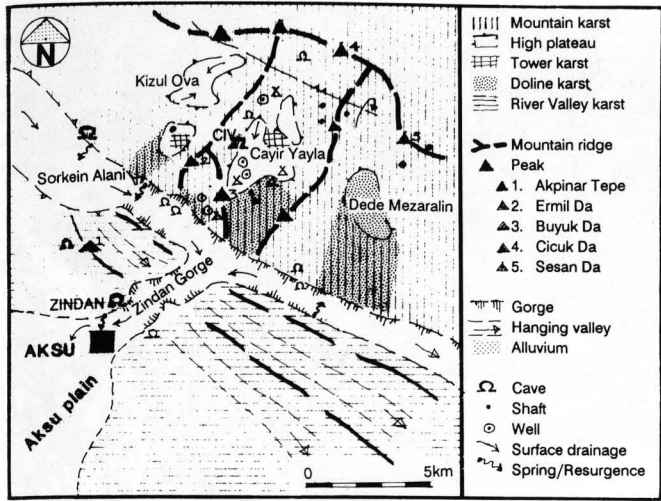 N
Kizul Ova
4
CIV
2
Cayir Yayla
5
Sorkein Alani
Dede Mezaralin
1
ZINDAN
Zindan Gorge
AKSU
Aksu plain
0 5km
Mountain karst
High plateau
Tower karst
Doline karst
River Valley karst
Mountain ridge
Peak
1. Akpinar Tepe
2. Ermil Da
3. Buyuk Da
4. Cicuk Da
5. Sesan Da
Gorge
Hanging valley
Alluvium
Cave
Shaft
Well
Surface drainage
Spring/Resurgence